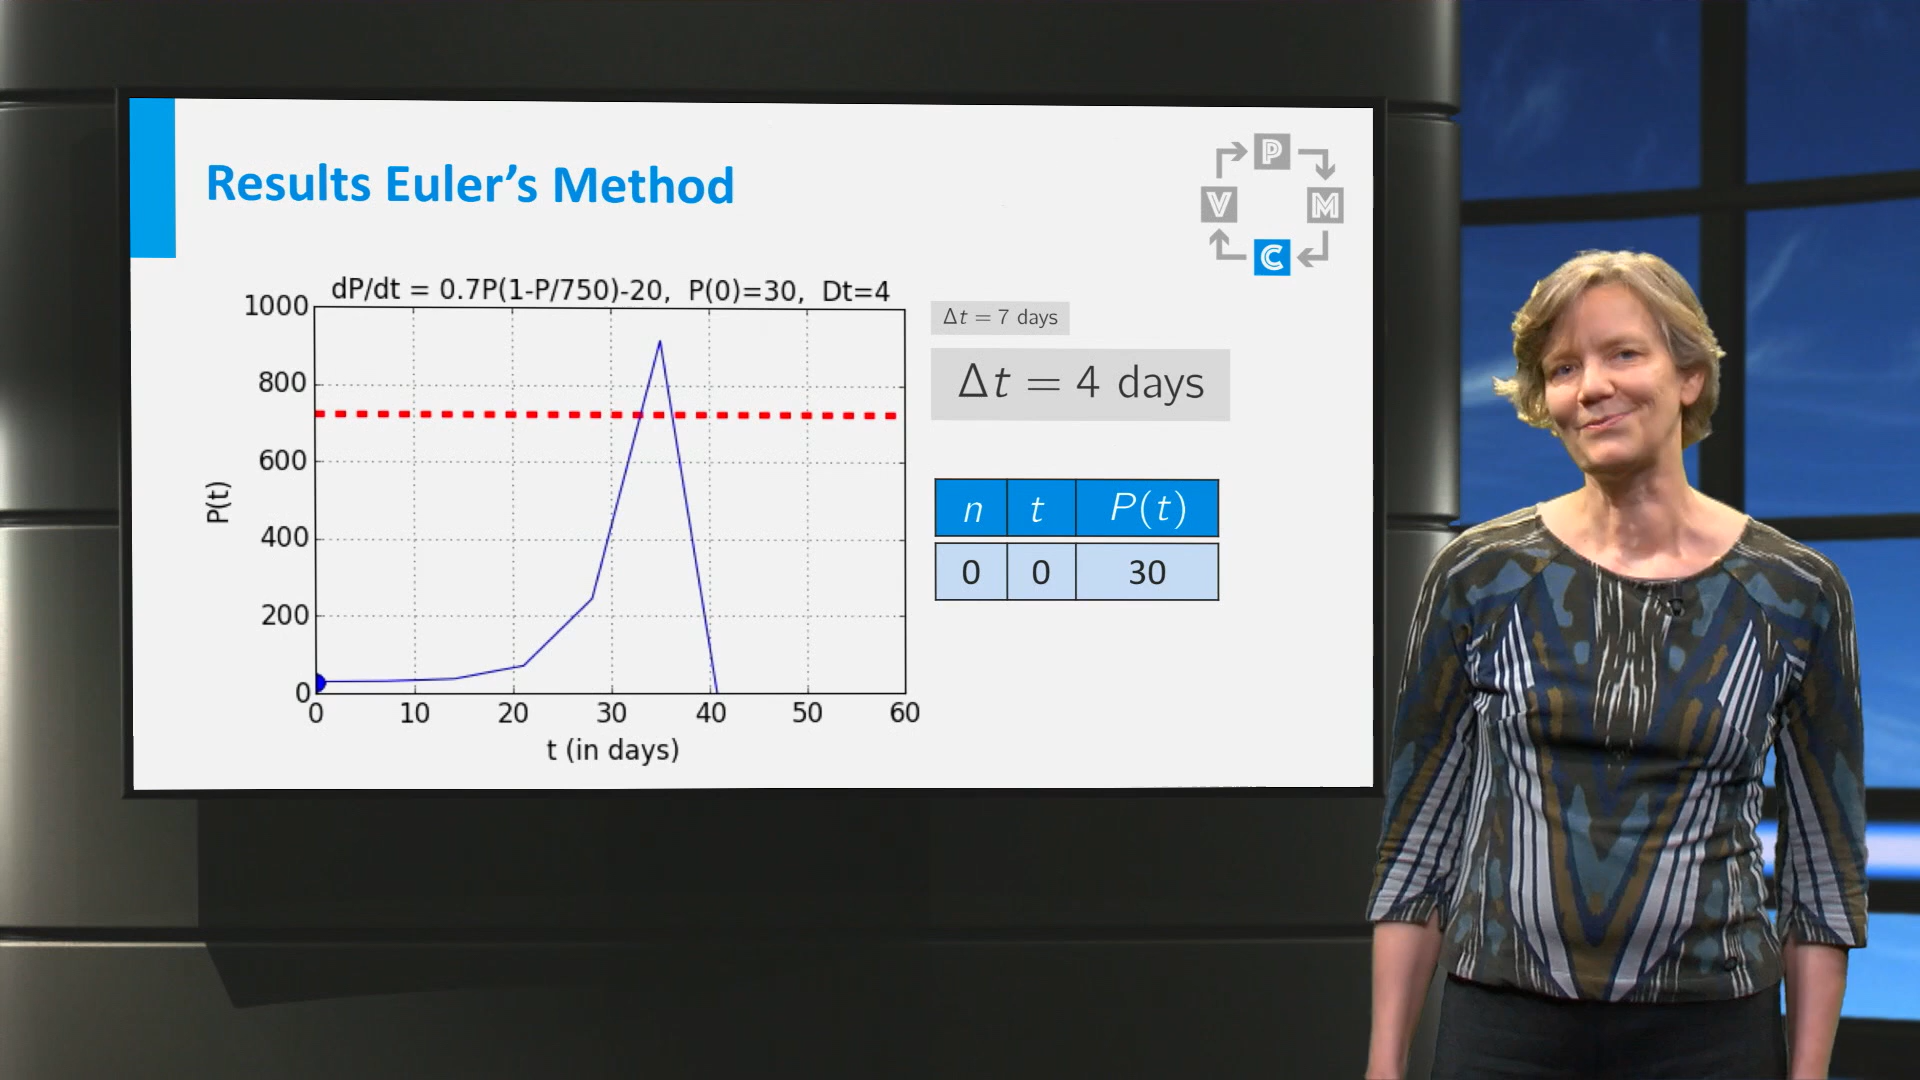 Results Euler's Method
P
V
M
C
dP/dt = 0.7P(1-P/750)-20, P(0)=30, Dt=4
1000
800
600
400
200
0
P(t)
0 10 20 30 40 50 60
t (in days)
Δt = 7 days
Δt = 4 days
n t P(t)
0 0 30